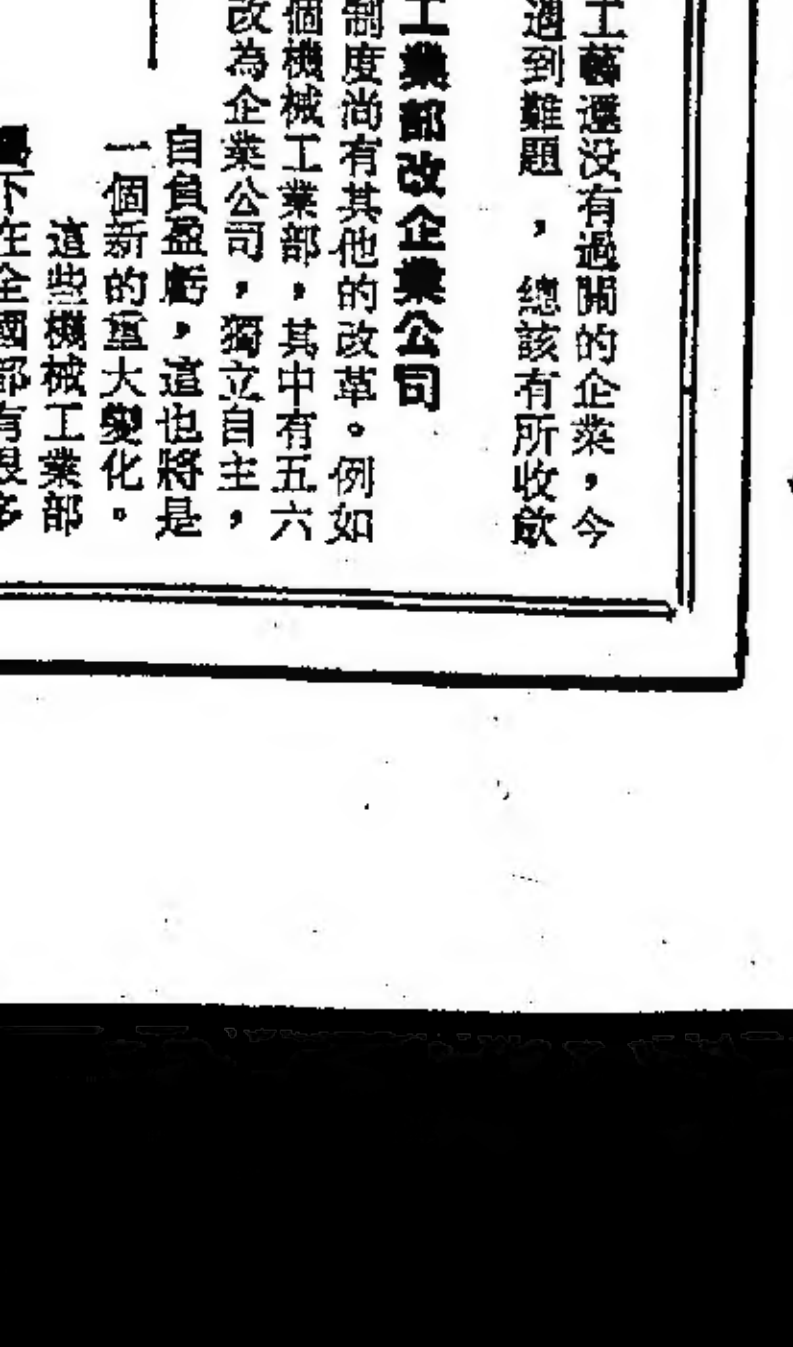 工藝還没有過關的企業，今
遇到難題，總該有所收歛
工業部改企業公司
制度尚有其他的改革。例如
個機械工業部，其中有五六
改為企業公司，獨立自主，
自負盈虧，這也將是
一個新的重大變化。
這些機械工業部
下在全國都有很多